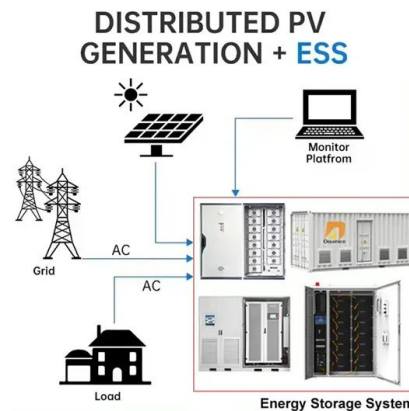 DISTRIBUTED PV
GENERATION + ESS
Monitor
Platfrom
AC
Grid
AC
Load
Energy Storage System